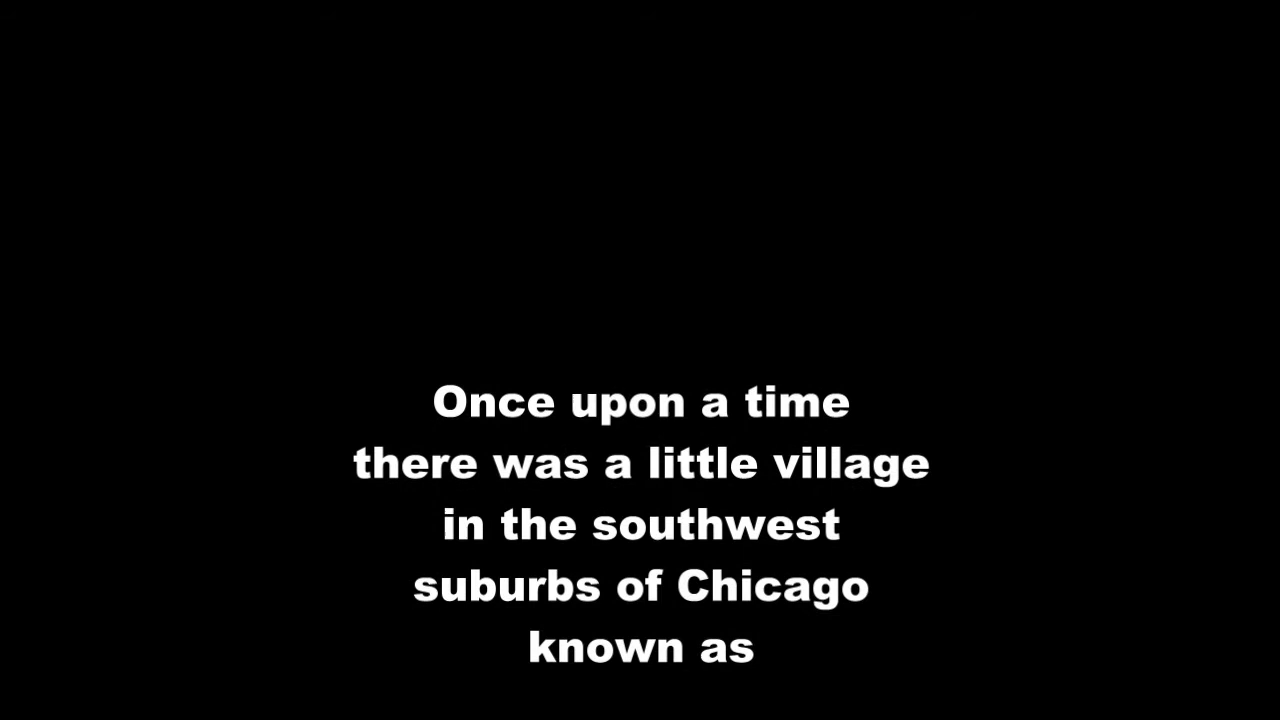 Once upon a time
there was a little village
in the southwest
suburbs of Chicago
known as